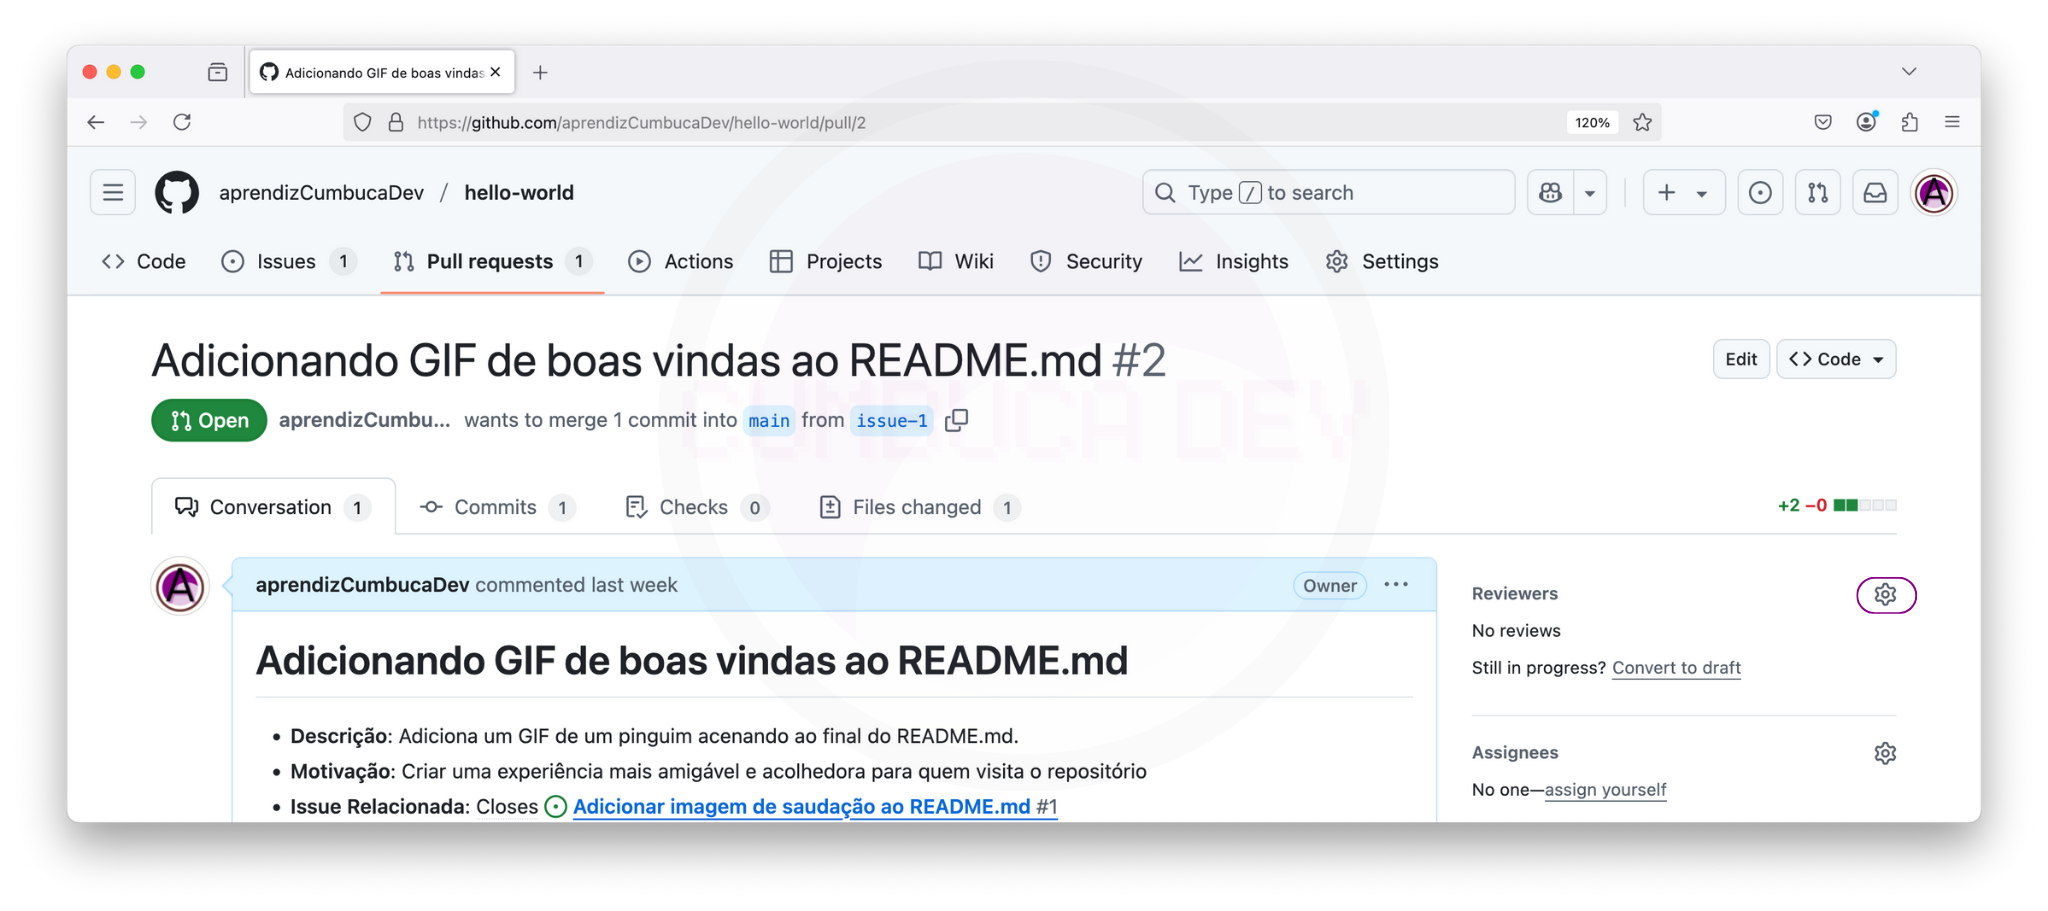 Adicionando GIF de boas vindas
https://github.com/aprendizCumbucaDev/hello-world/pull/2
120%
aprendizCumbucaDev / hello-world
Type / to search
Code
Issues 1
Pull requests 1
Actions
Projects
Wiki
Security
Insights
Settings
Adicionando GIF de boas vindas ao README.md #2
Edit
Code
Open
aprendizCumbu... wants to merge 1 commit into main from issue-1
CUMBUCA DEV
Conversation 1
Commits 1
Checks 0
Files changed 1
+2 −0
aprendizCumbucaDev commented last week
Owner
Adicionando GIF de boas vindas ao README.md
• Descrição: Adiciona um GIF de um pinguim acenando ao final do README.md.
• Motivação: Criar uma experiência mais amigável e acolhedora para quem visita o repositório
• Issue Relacionada: Closes Adicionar imagem de saudação ao README.md #1
Reviewers
No reviews
Still in progress? Convert to draft
Assignees
No one—assign yourself